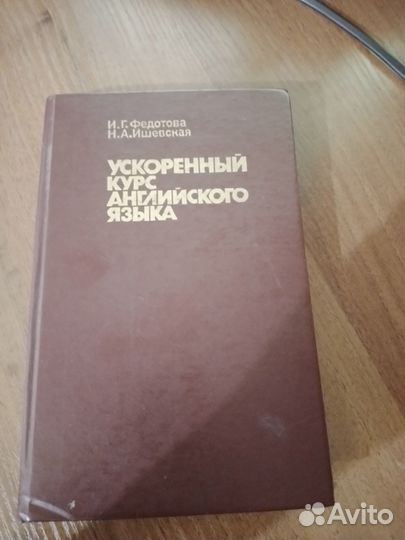 И.Г.Федотова
Н.А.Ишевская
УСКОРЕННЫЙ
КУРС
АНГЛИЙСКОГО
ЯЗЫКА
Avito